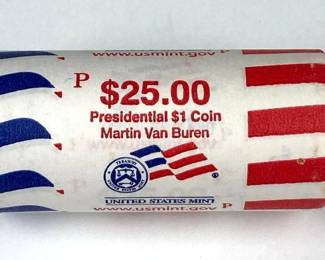 www.usmint.gov
P $25.00
Presidential $1 Coin
Martin Van Buren
UNITED STATES MINT
www.usmint.gov P